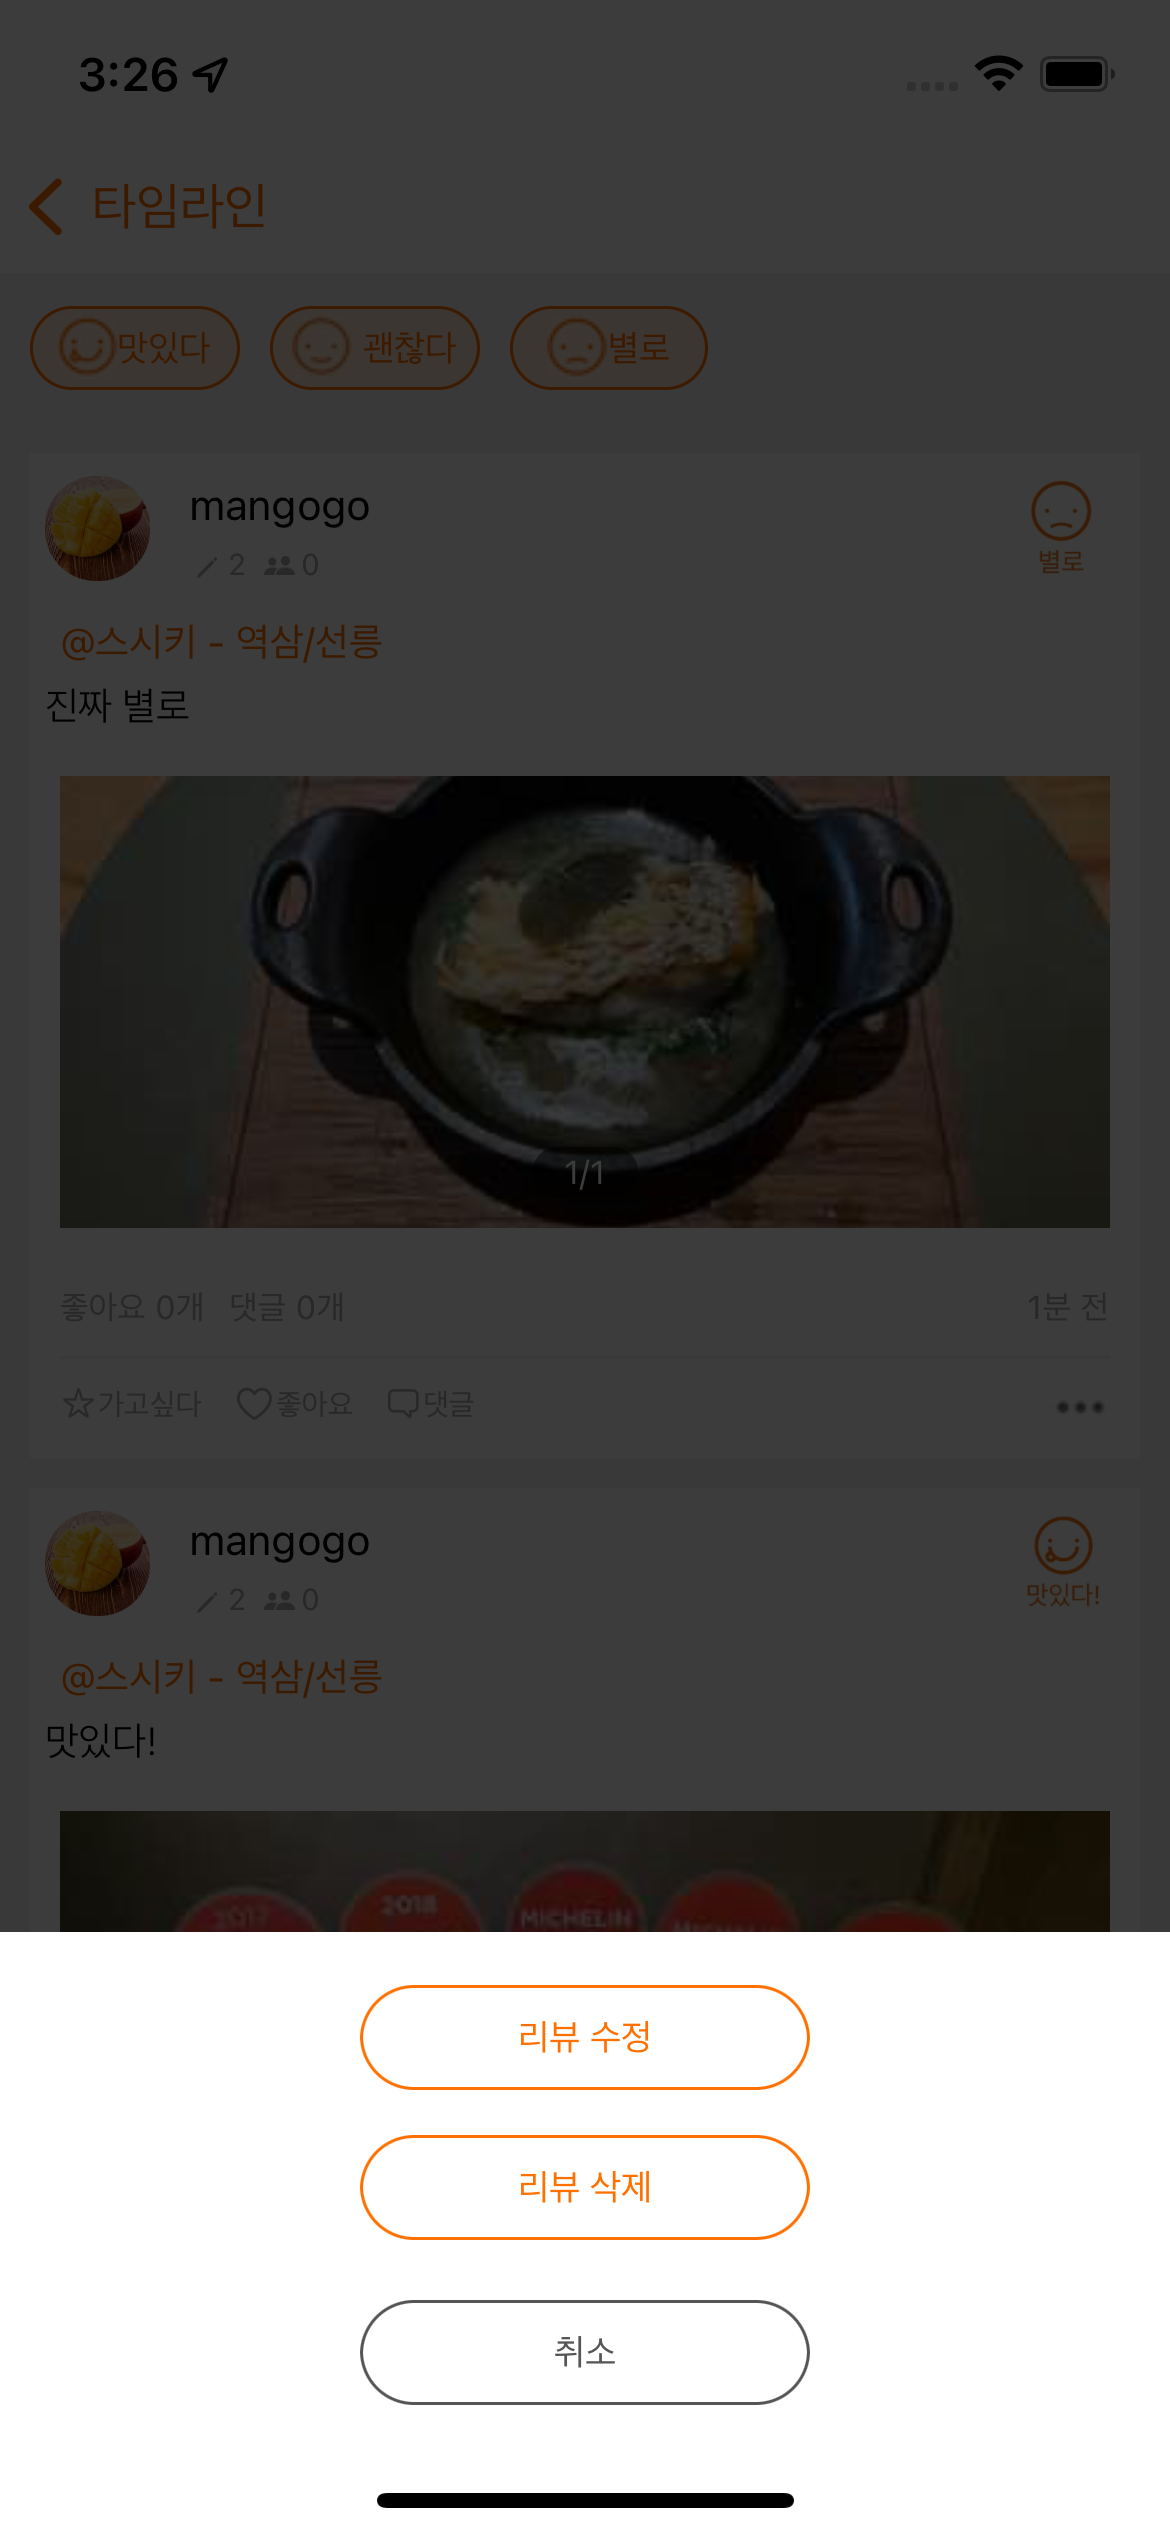 3:26
타임라인
맛있다 괜찮다 별로
mangogo
2 0
별로
@스시키 - 역삼/선릉
진짜 별로
1/1
좋아요 0개 댓글 0개 1분 전
가고싶다 좋아요 댓글
mangogo
2 0
맛있다!
@스시키 - 역삼/선릉
맛있다!
2017 2018 MICHELIN MICHELIN
리뷰 수정
리뷰 삭제
취소